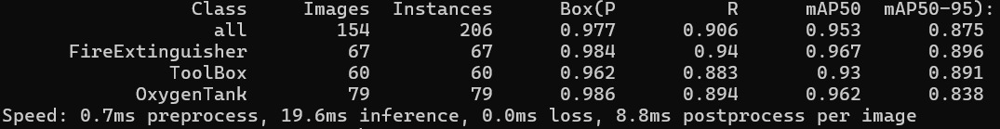 Class Images Instances Box(P R mAP50 mAP50-95):
all 154 206 0.977 0.906 0.953 0.875
FireExtinguisher 67 67 0.984 0.94 0.967 0.896
ToolBox 60 60 0.962 0.883 0.93 0.891
OxygenTank 79 79 0.986 0.894 0.962 0.838
Speed: 0.7ms preprocess, 19.6ms inference, 0.0ms loss, 8.8ms postprocess per image